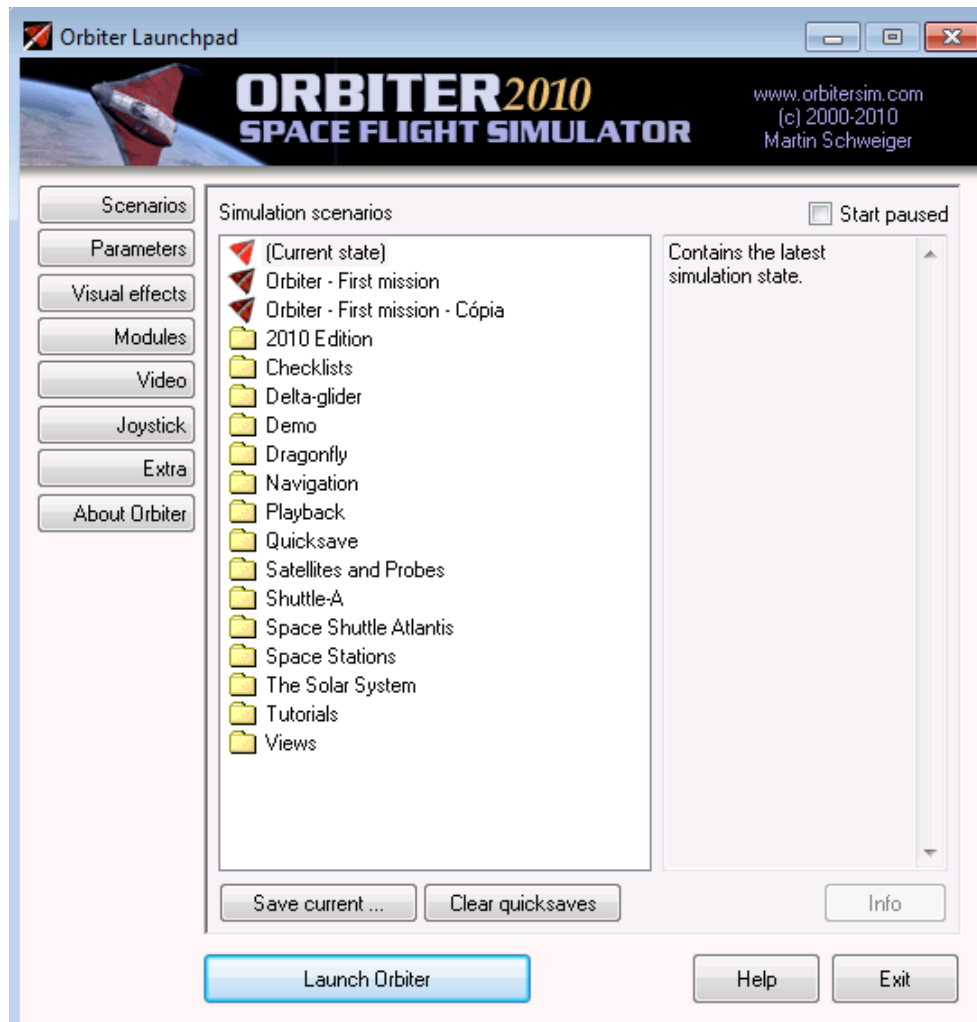 Orbiter Launchpad
ORBITER2010
SPACE FLIGHT SIMULATOR
www.orbitersim.com
(c) 2000-2010
Martin Schweiger
Scenarios
Parameters
Visual effects
Modules
Video
Joystick
Extra
About Orbiter
Simulation scenarios
Start paused
(Current state)
Orbiter - First mission
Orbiter - First mission - Cópia
2010 Edition
Checklists
Delta-glider
Demo
Dragonfly
Navigation
Playback
Quicksave
Satellites and Probes
Shuttle-A
Space Shuttle Atlantis
Space Stations
The Solar System
Tutorials
Views
Contains the latest
simulation state.
Save current ...
Clear quicksaves
Info
Launch Orbiter
Help
Exit